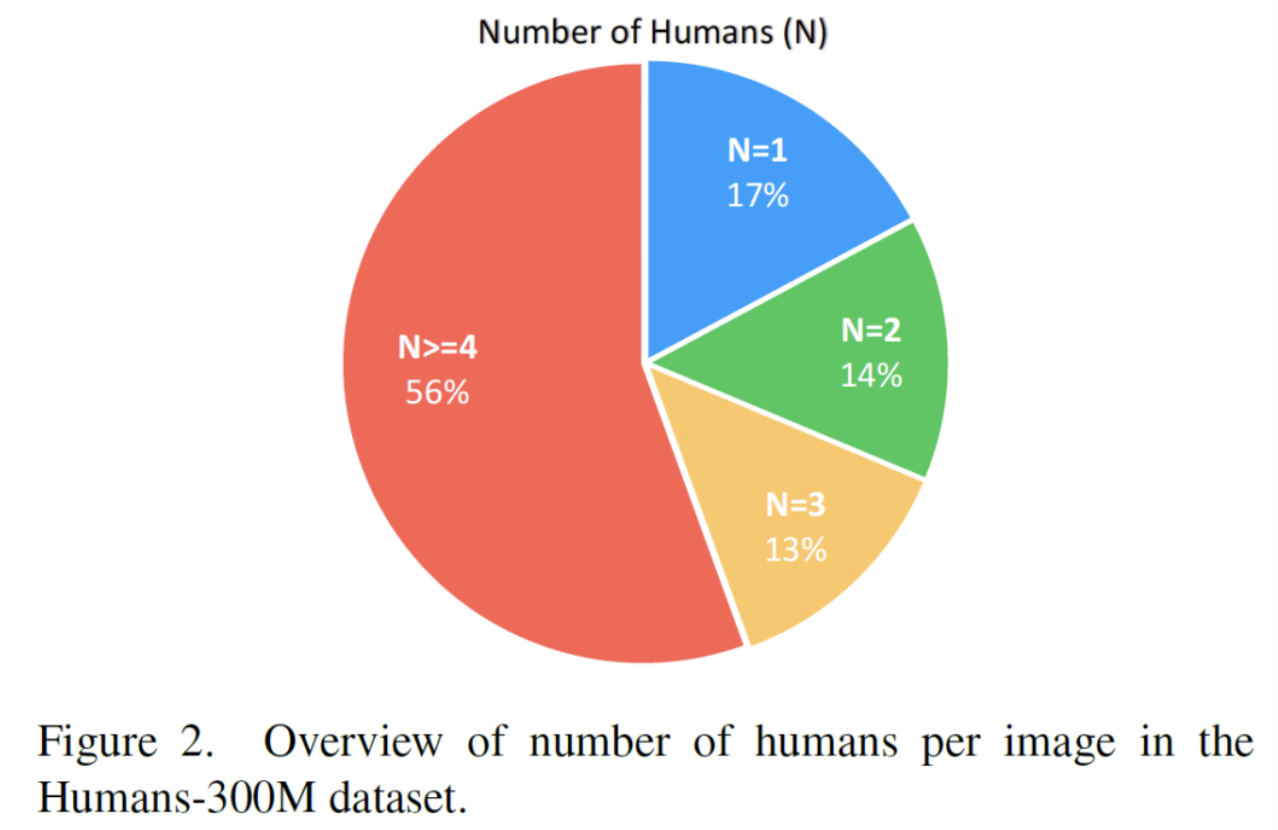 Number of Humans (N)
N=1
17%
N=2
14%
N>=4
56%
N=3
13%
Figure 2. Overview of number of humans per image in the
Humans-300M dataset.